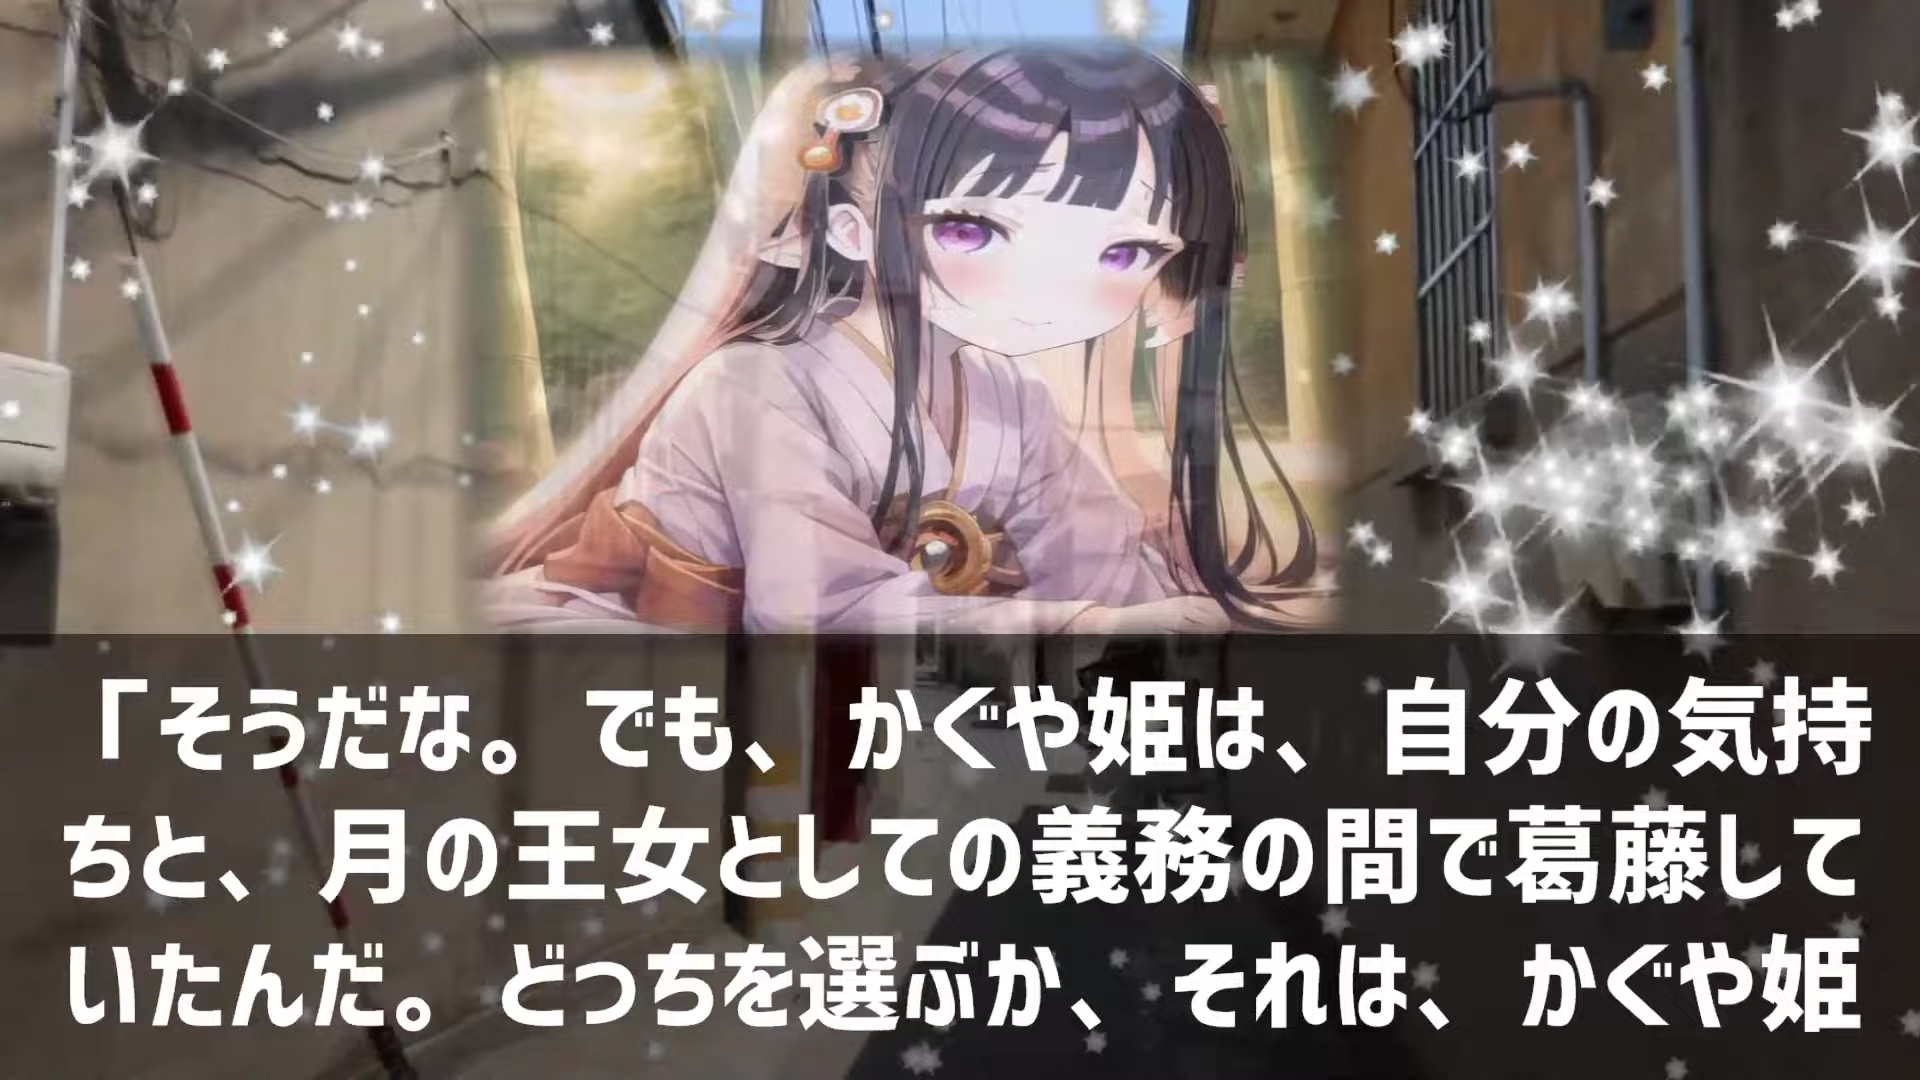 「そうだな。でも、かぐや姫は、自分の気持
ちと、月の王女としての義務の間で葛藤して
いたんだ。どっちを選ぶか、それは、かぐや姫